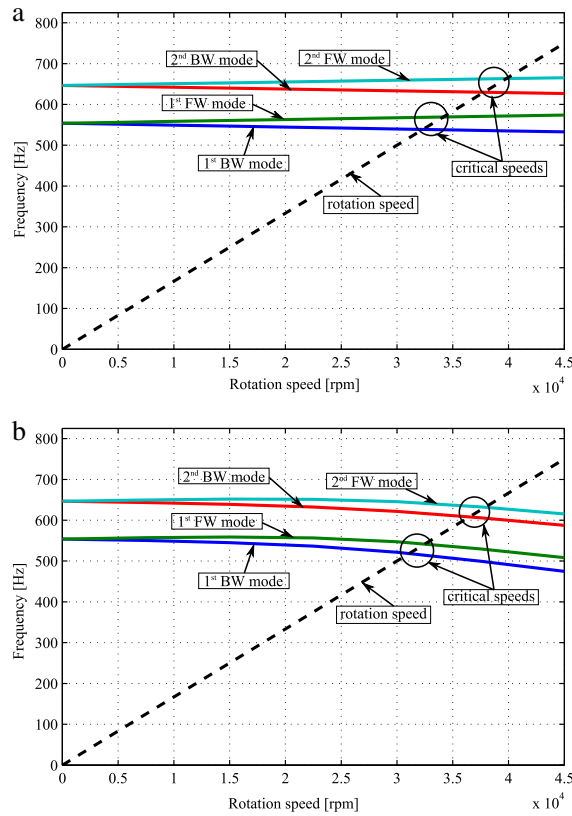 a
800
700
600
500
400
300
200
100
0
Frequency [Hz]
2nd BW mode
2nd FW mode
1st FW mode
1st BW mode
critical speeds
rotation speed
0 0.5 1 1.5 2 2.5 3 3.5 4 4.5
Rotation speed [rpm]
x 10^4
b
800
700
600
500
400
300
200
100
0
Frequency [Hz]
2nd BW mode
2nd FW mode
1st FW mode
1st BW mode
critical speeds
rotation speed
0 0.5 1 1.5 2 2.5 3 3.5 4 4.5
Rotation speed [rpm]
x 10^4